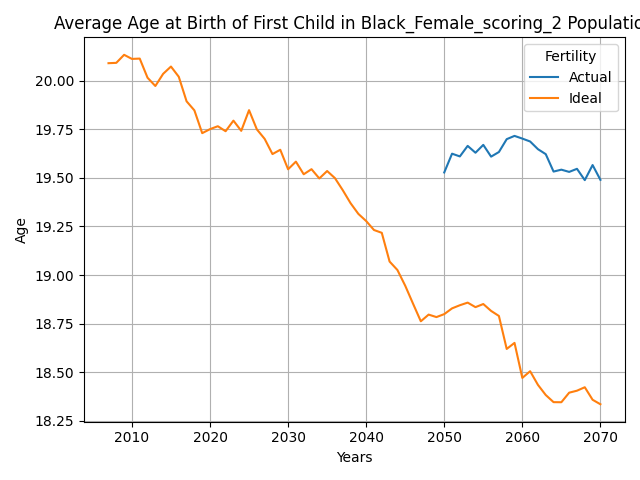 Average Age at Birth of First Child in Black_Female_scoring_2 Populatio
Fertility
Actual
Ideal
20.00
19.75
19.50
19.25
19.00
18.75
18.50
18.25
Age
2010 2020 2030 2040 2050 2060 2070
Years